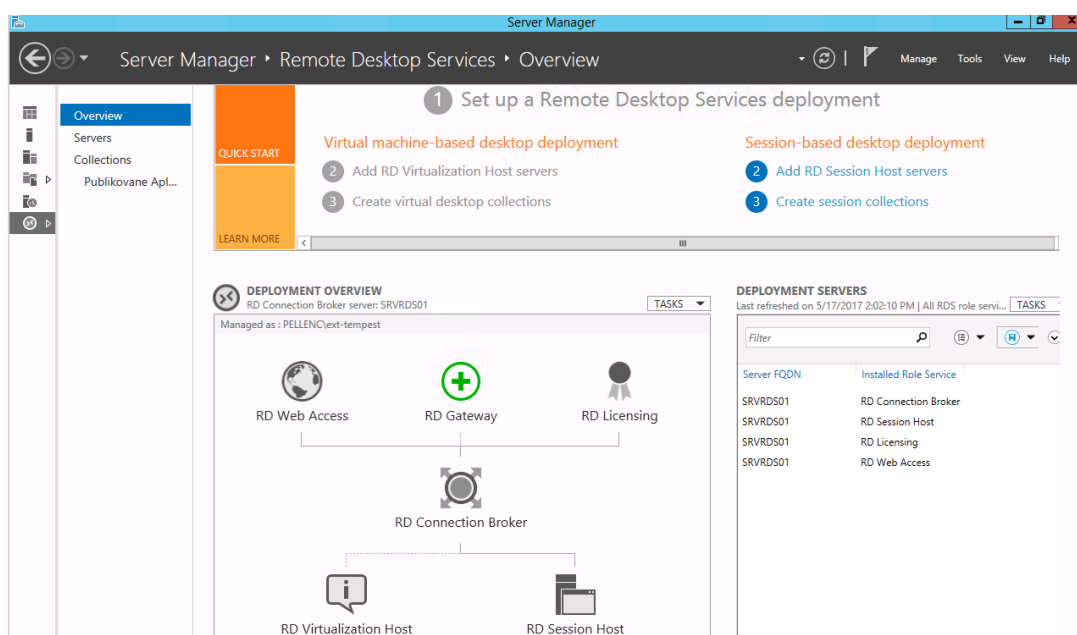 Server Manager
Server Manager ‣ Remote Desktop Services ‣ Overview
Manage Tools View Help
Overview
Servers
Collections
Publikovane Apl...
QUICK START
LEARN MORE
1 Set up a Remote Desktop Services deployment
Virtual machine-based desktop deployment
2 Add RD Virtualization Host servers
3 Create virtual desktop collections
Session-based desktop deployment
2 Add RD Session Host servers
3 Create session collections
DEPLOYMENT OVERVIEW
RD Connection Broker server: SRVRDS01
TASKS
Managed as : PELLENC\ext-tempest
RD Web Access
RD Gateway
RD Licensing
RD Connection Broker
RD Virtualization Host
RD Session Host
DEPLOYMENT SERVERS
Last refreshed on 5/17/2017 2:02:10 PM | All RDS role servi...
TASKS
Filter
Server FQDN Installed Role Service
SRVRDS01 RD Connection Broker
SRVRDS01 RD Session Host
SRVRDS01 RD Licensing
SRVRDS01 RD Web Access